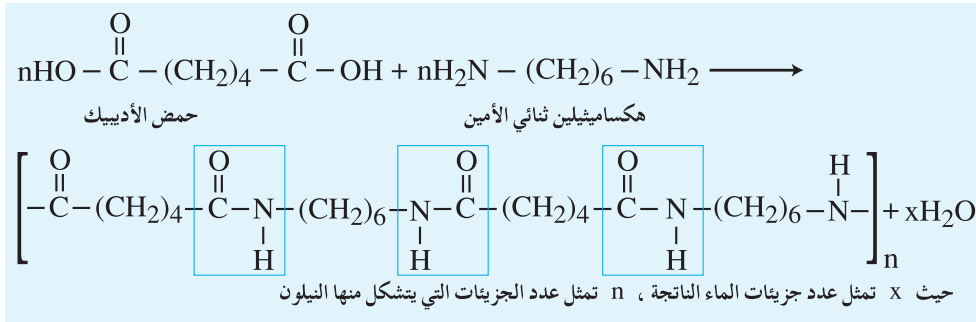 O O
nHO – C – (CH₂)₄ – C – OH + nH₂N – (CH₂)₆ – NH₂ ⟶
حمض الأديبيك هكساميثيلين ثنائي الأمين
O O O O H
[ –C–(CH₂)₄–C–N–(CH₂)₆–N–C–(CH₂)₄–C–N–(CH₂)₆–N– ]n + xH₂O
H H H
حيث x تمثل عدد جزيئات الماء الناتجة ، n تمثل عدد الجزيئات التي يتشكل منها النيلون